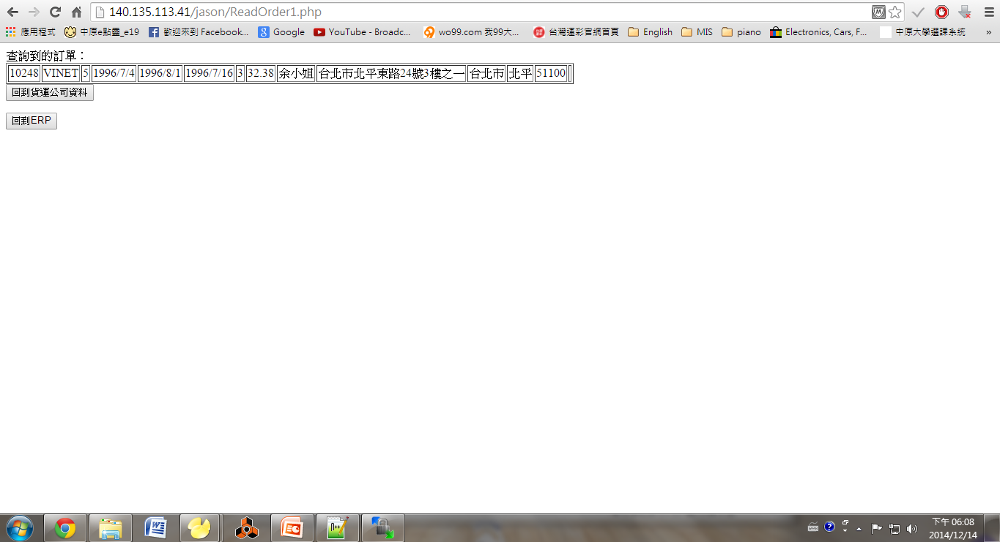 140.135.113.41/jason/ReadOrder1.php
應用程式 中原e點靈_e19 歡迎來到 Facebook... Google YouTube - Broadc... wo99.com 我99大... 台灣運彩官網首頁 English MIS piano Electronics, Cars, F... 中原大學選課系統 »
查詢到的訂單：
10248 VINET 5 1996/7/4 1996/8/1 1996/7/16 3 32.38 余小姐 台北市北平東路24號3樓之一 台北市 北平 51100
回到貨運公司資料
回到ERP
下午 06:08
2014/12/14